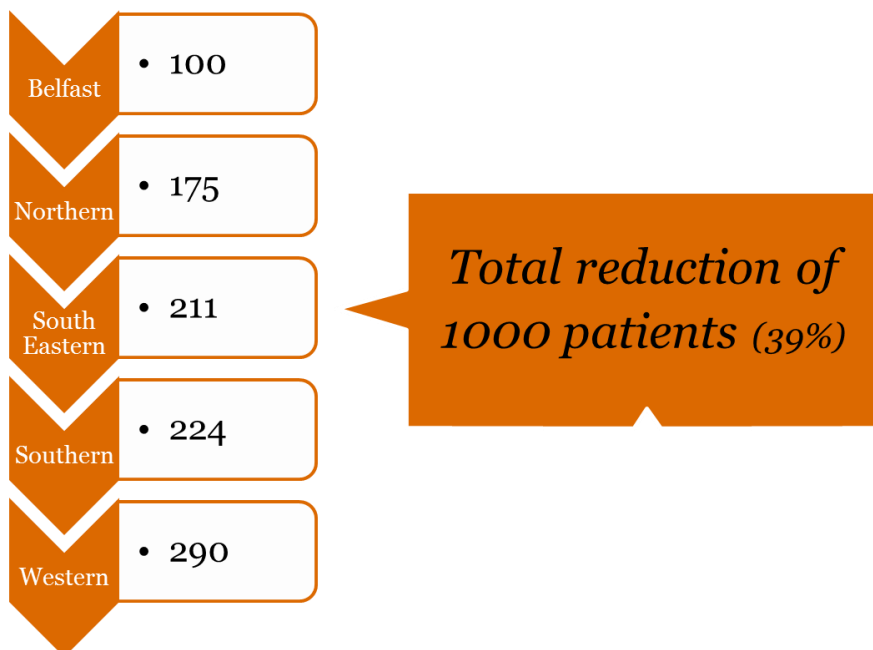 Belfast
• 100
Northern
• 175
South
Eastern
• 211
Southern
• 224
Western
• 290
Total reduction of
1000 patients (39%)